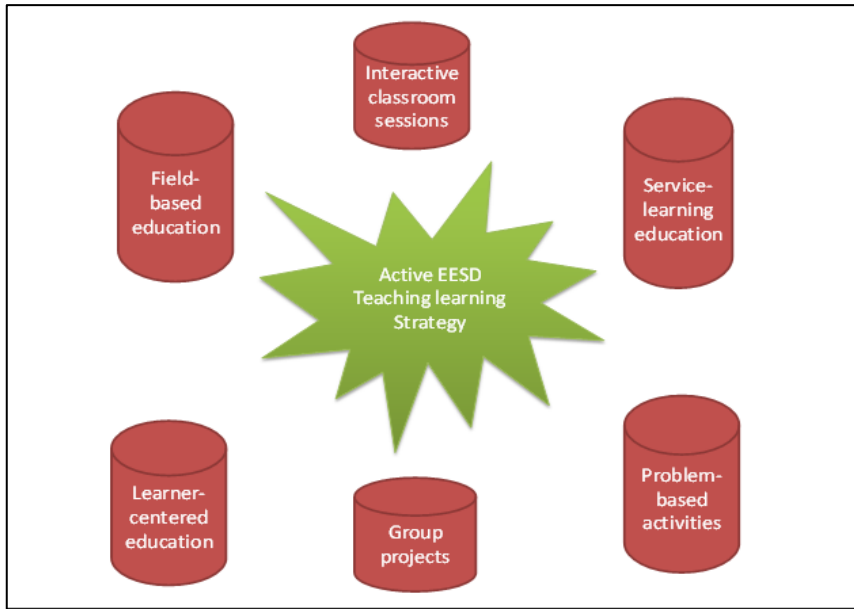 Interactive
classroom
sessions
Field-
based
education
Service-
learning
education
Active EESD
Teaching learning
Strategy
Learner-
centered
education
Group
projects
Problem-
based
activities